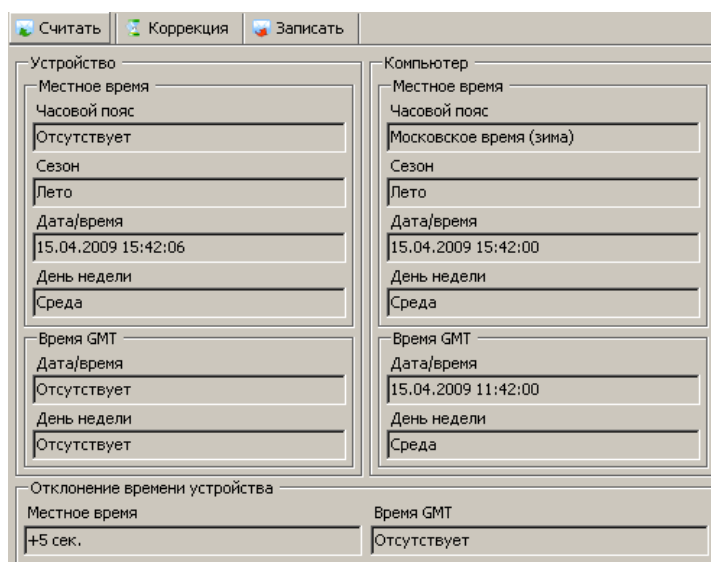 Считать Коррекция Записать
Устройство
Местное время
Часовой пояс
Отсутствует
Сезон
Лето
Дата/время
15.04.2009 15:42:06
День недели
Среда
Время GMT
Дата/время
Отсутствует
День недели
Отсутствует
Компьютер
Местное время
Часовой пояс
Московское время (зима)
Сезон
Лето
Дата/время
15.04.2009 15:42:00
День недели
Среда
Время GMT
Дата/время
15.04.2009 11:42:00
День недели
Среда
Отклонение времени устройства
Местное время
+5 сек.
Время GMT
Отсутствует